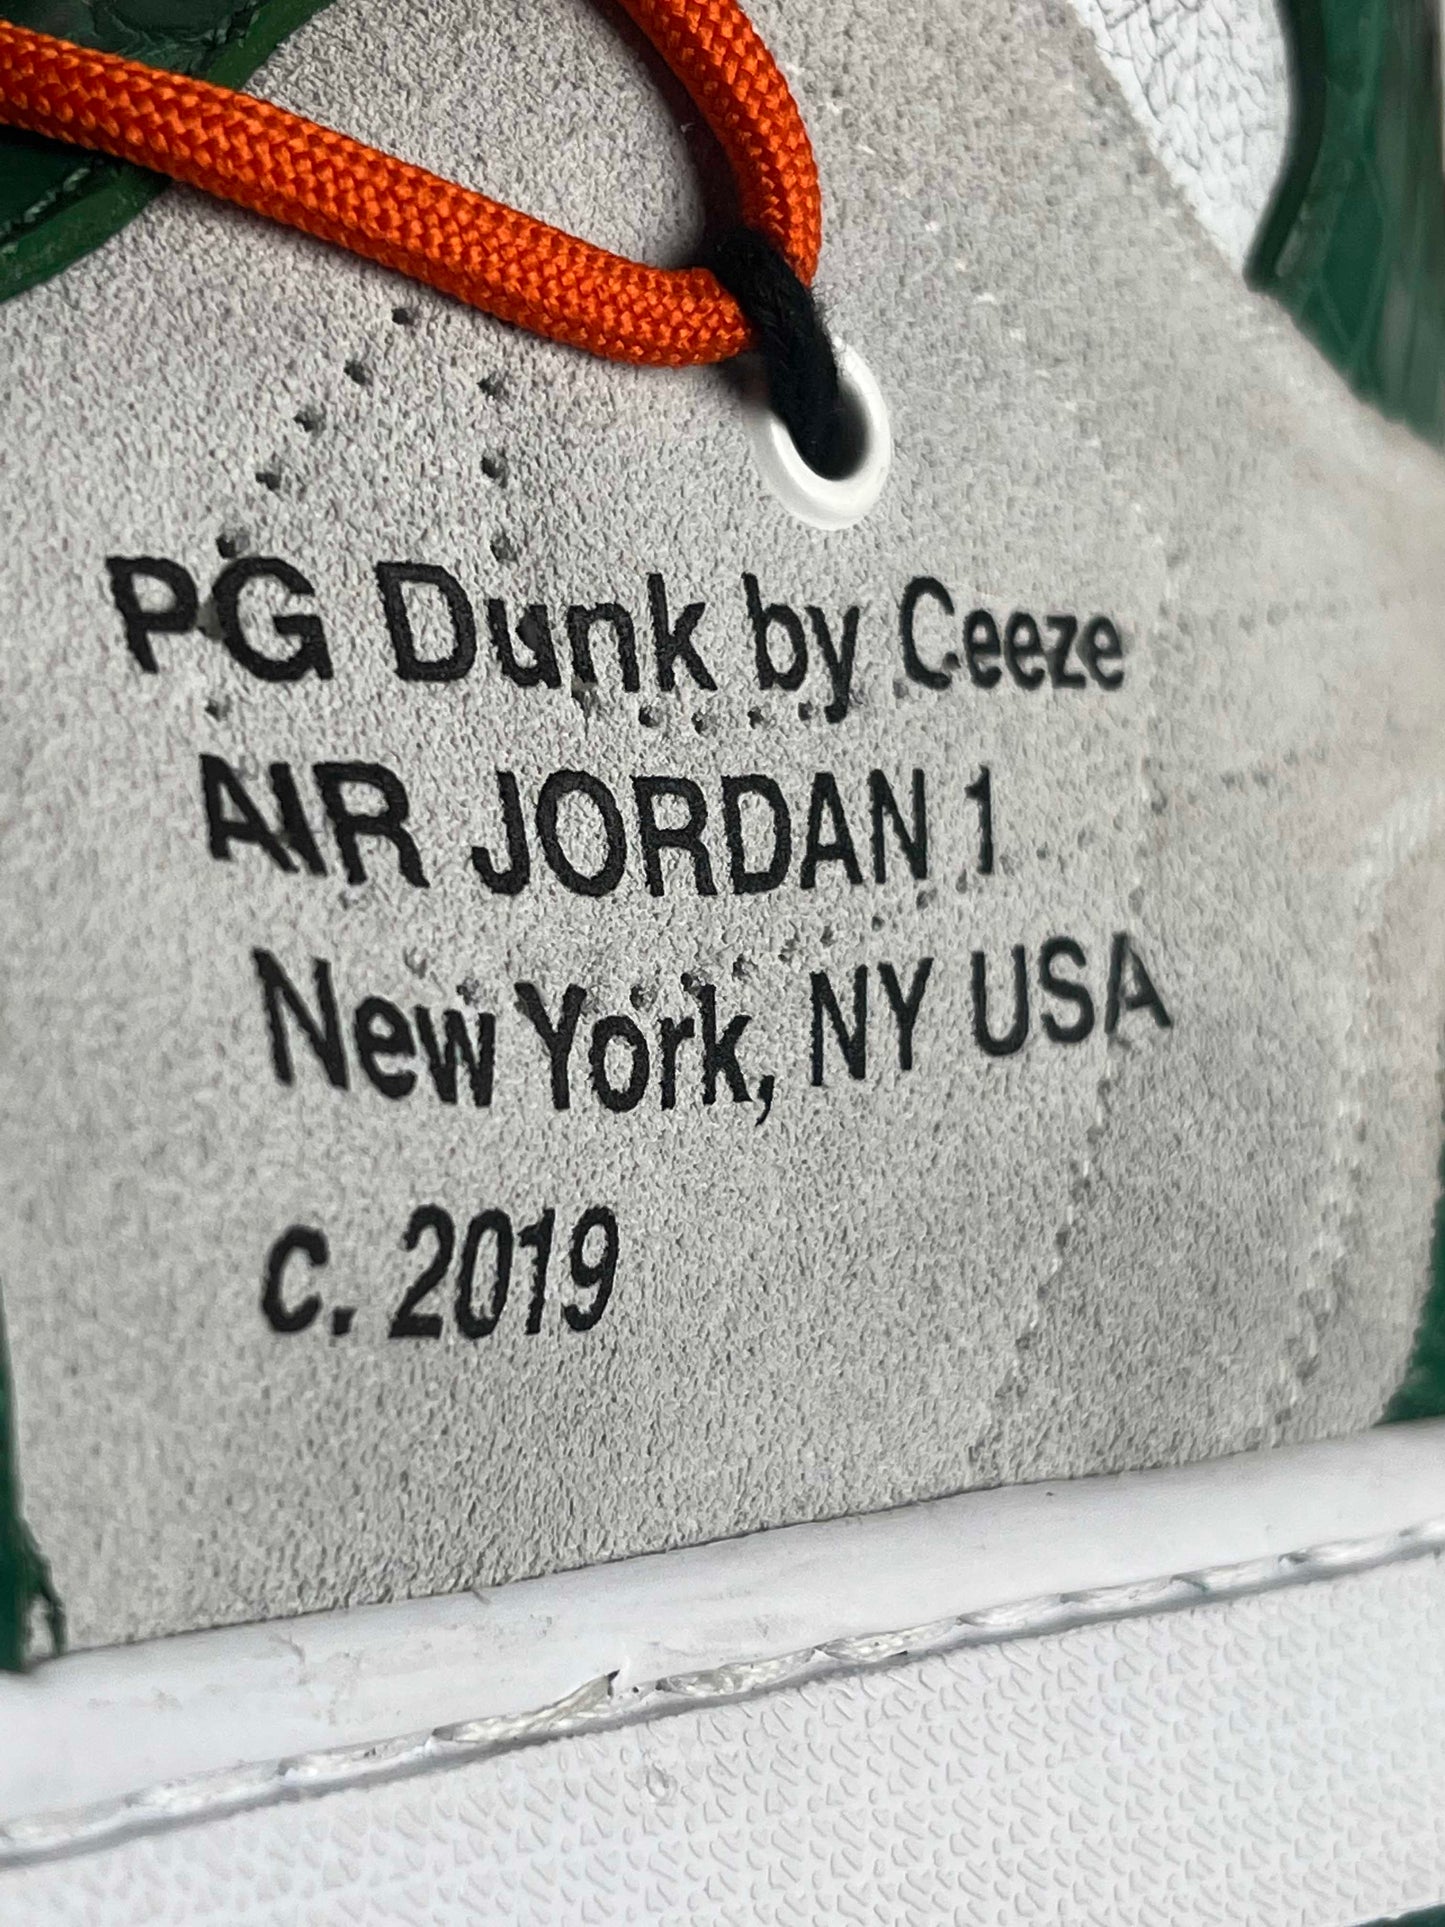 PG Dunk by Ceeze
AIR JORDAN 1
New York, NY USA
c. 2019